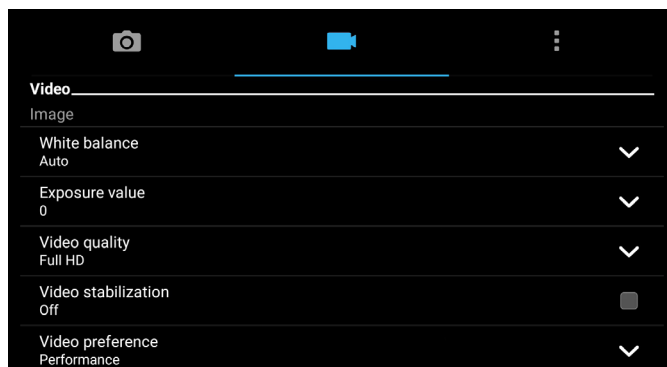 Video
Image
White balance
Auto
Exposure value
0
Video quality
Full HD
Video stabilization
Off
Video preference
Performance